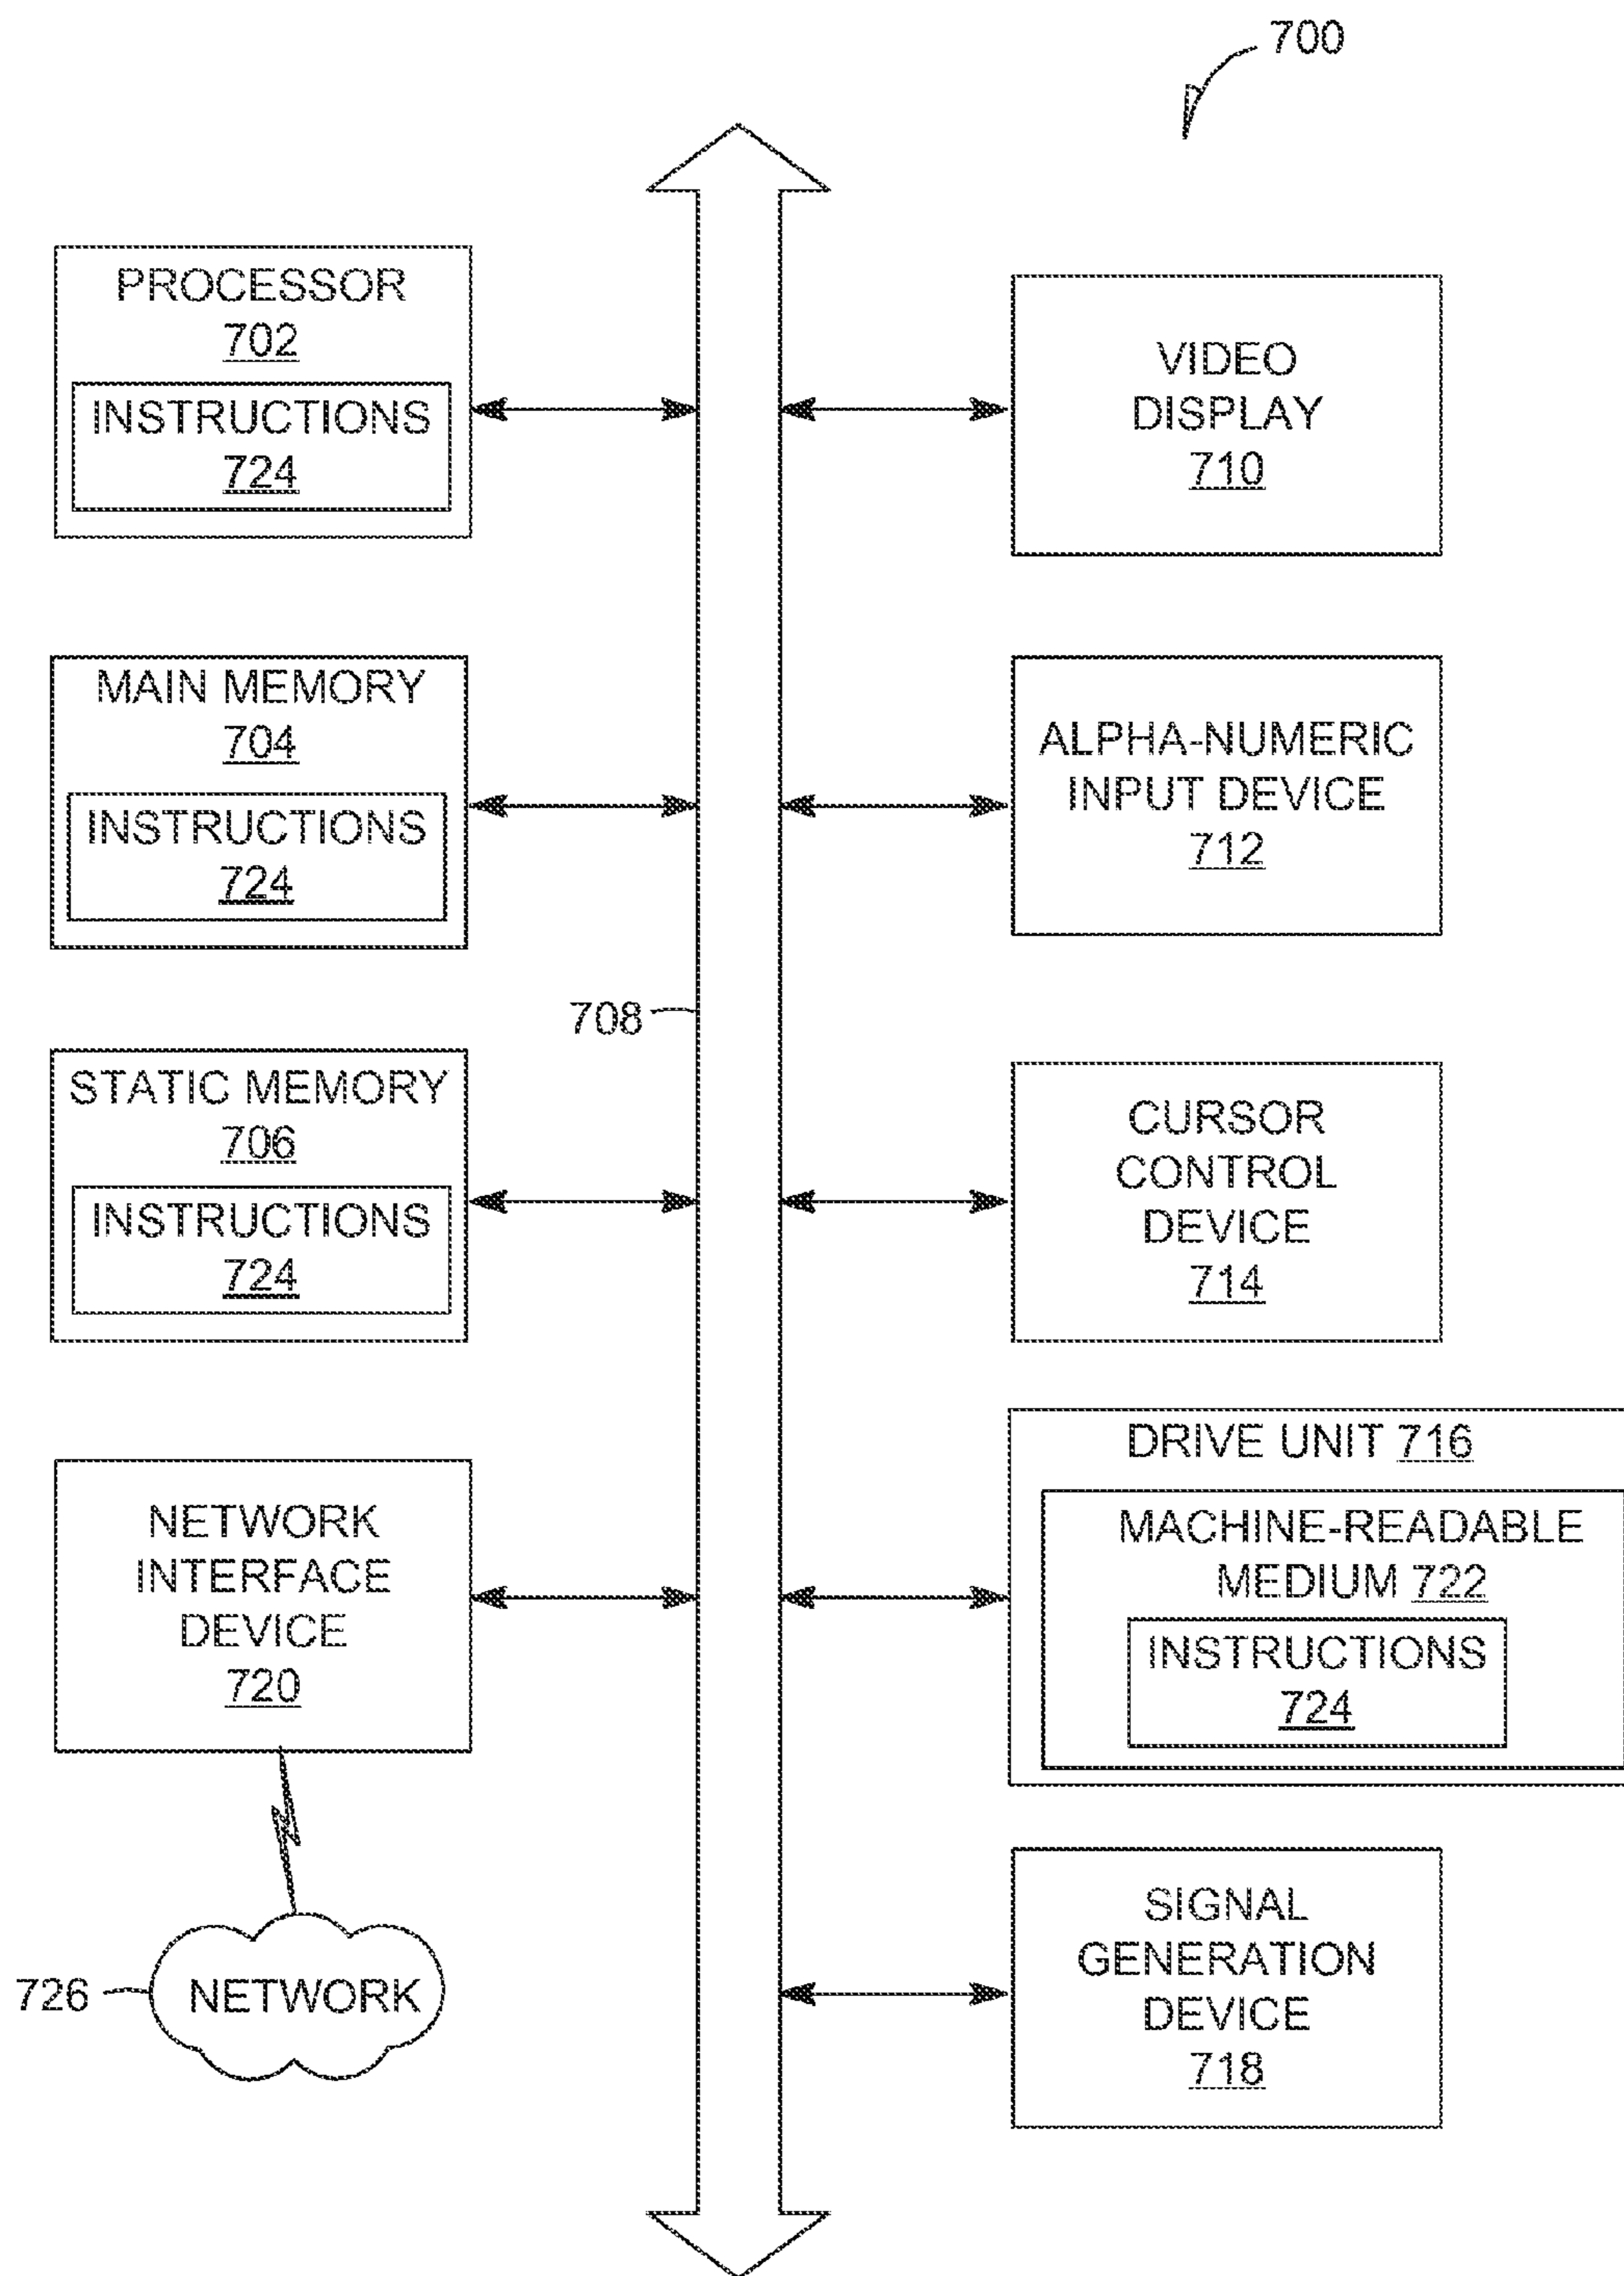 700
PROCESSOR
702
INSTRUCTIONS
724
MAIN MEMORY
704
INSTRUCTIONS
724
708
STATIC MEMORY
706
INSTRUCTIONS
724
NETWORK
INTERFACE
DEVICE
720
726
NETWORK
VIDEO
DISPLAY
710
ALPHA-NUMERIC
INPUT DEVICE
712
CURSOR
CONTROL
DEVICE
714
DRIVE UNIT 716
MACHINE-READABLE
MEDIUM 722
INSTRUCTIONS
724
SIGNAL
GENERATION
DEVICE
718